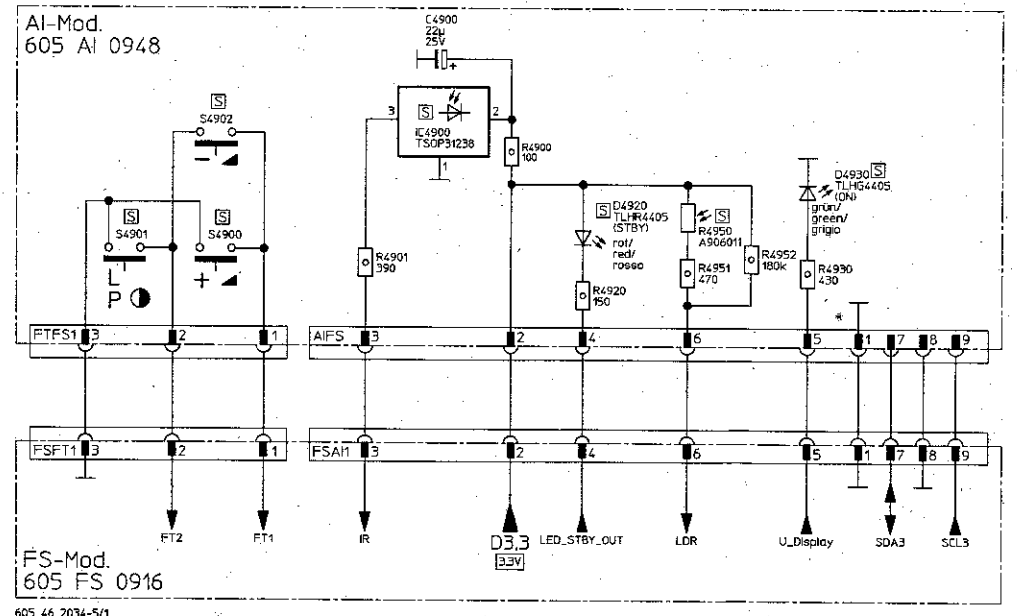 AI-Mod.
605 AI 0948
C4900
22µ
25V
+
S
S4902
-
3
S
2
iC4900
TSOP31238
1
R4900
100
S
S4901
L
P
S
S4900
+
R4901
390
S
D4920
TLHR4405
(STBY)
rot/
red/
rosso
R4920
150
S
R4950
A906011
R4951
470
R4952
180k
D4930
S
TLHG4405
(ON)
grün/
green/
grigio
R4930
430
*
FTFS1 3 2 1
AIFS 3 2 4 6 5 1 7 8 9
FSFT1 3 2 1
FSAI1 3 2 4 6 5 1 7 8 9
FT2 FT1 IR D3.3 LED_STBY_OUT LDR U_Display SDA3 SCL3
3.3V
FS-Mod.
605 FS 0916
605 46 2034-5/1